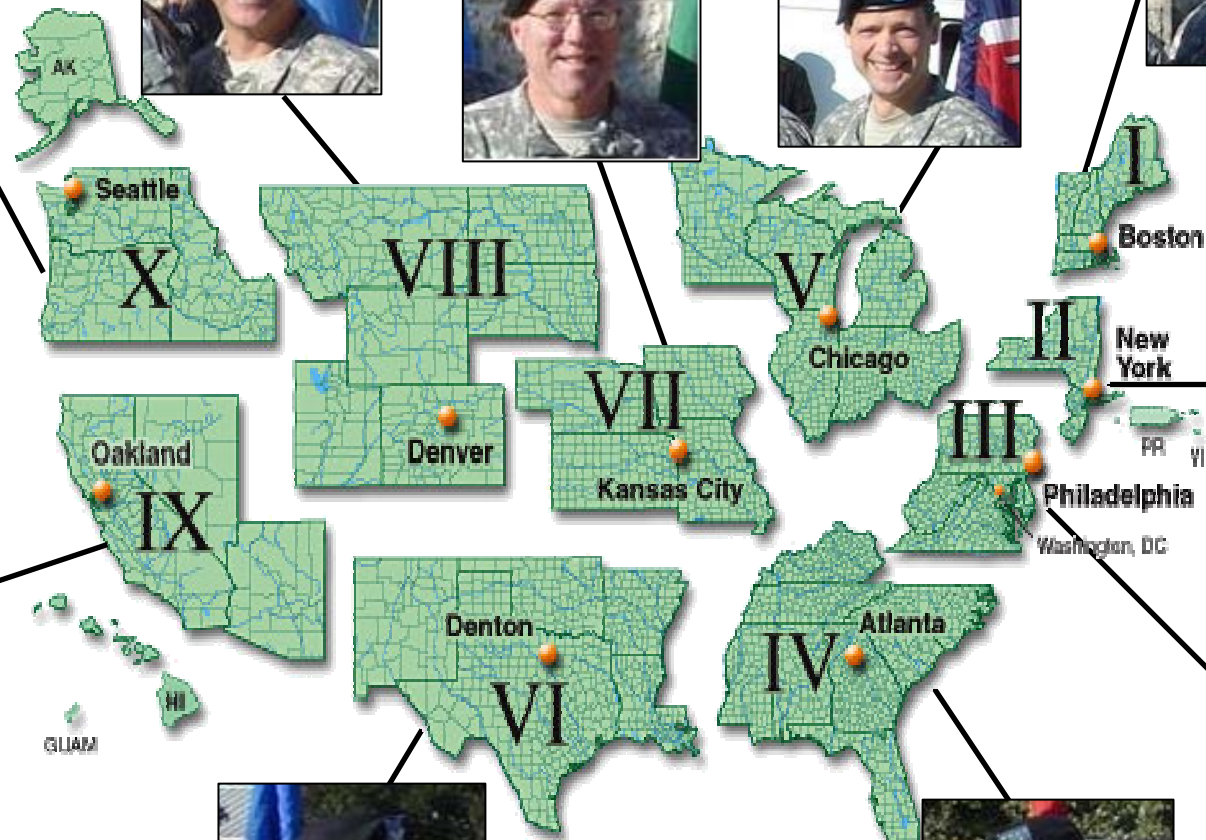 AK
Seattle
X
VIII
V
I
Boston
II
New
York
Chicago
VII
III
PR
VI
Denver
Kansas City
Philadelphia
Washington, DC
Oakland
IX
Denton
VI
Atlanta
IV
HI
GUAM